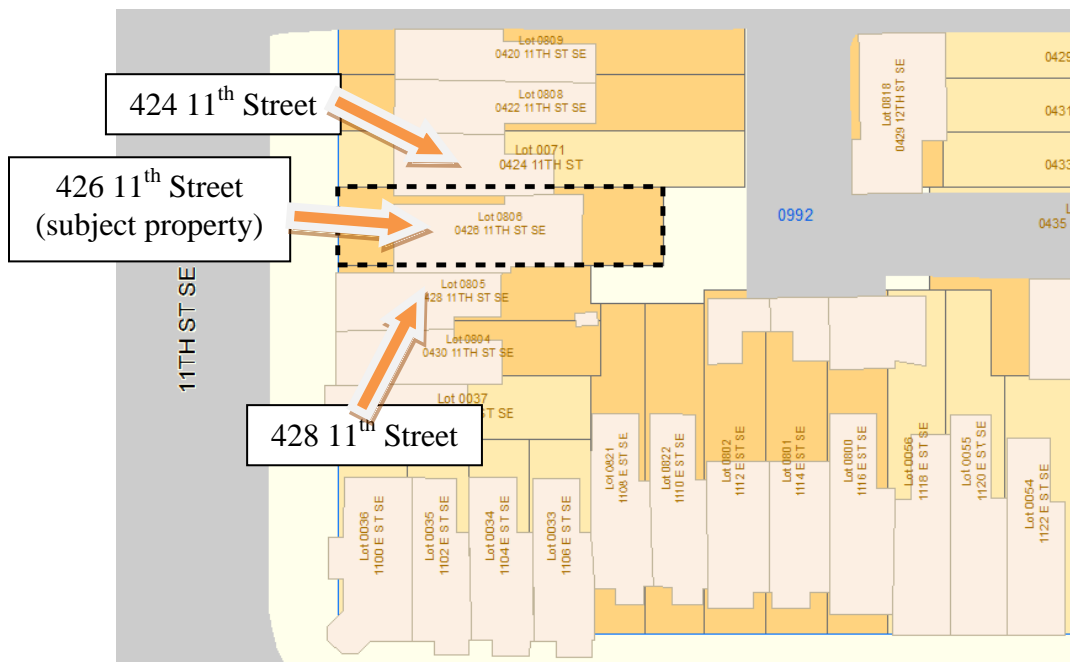 Lot 0809
0420 11TH ST SE
Lot 0808
0422 11TH ST SE
424 11th Street
Lot 0071
0424 11TH ST
426 11th Street
(subject property)
Lot 0806
0426 11TH ST SE
Lot 0805
428 11TH ST SE
Lot 0804
0430 11TH ST SE
Lot 0037
ST SE
428 11th Street
11TH ST SE
0992
Lot 0818
0429 12TH ST SE
0429
0431
0433
0435
Lot 0036
1100 E ST SE
Lot 0035
1102 E ST SE
Lot 0034
1104 E ST SE
Lot 0033
1106 E ST SE
Lot 0821
1108 E ST SE
Lot 0822
1110 E ST SE
Lot 0802
1112 E ST SE
Lot 0801
1114 E ST SE
Lot 0800
1116 E ST SE
Lot 0056
1118 E ST SE
Lot 0055
1120 E ST SE
Lot 0054
1122 E ST SE